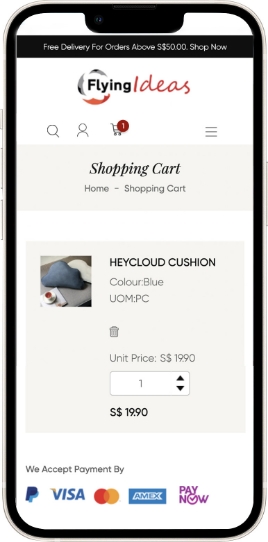 Free Delivery For Orders Above S$50.00. Shop Now
Flying Ideas
1
Shopping Cart
Home - Shopping Cart
HEYCLOUD CUSHION
Colour:Blue
UOM:PC
Unit Price: S$ 19.90
1
S$ 19.90
We Accept Payment By
P VISA AMEX PAY
NOW